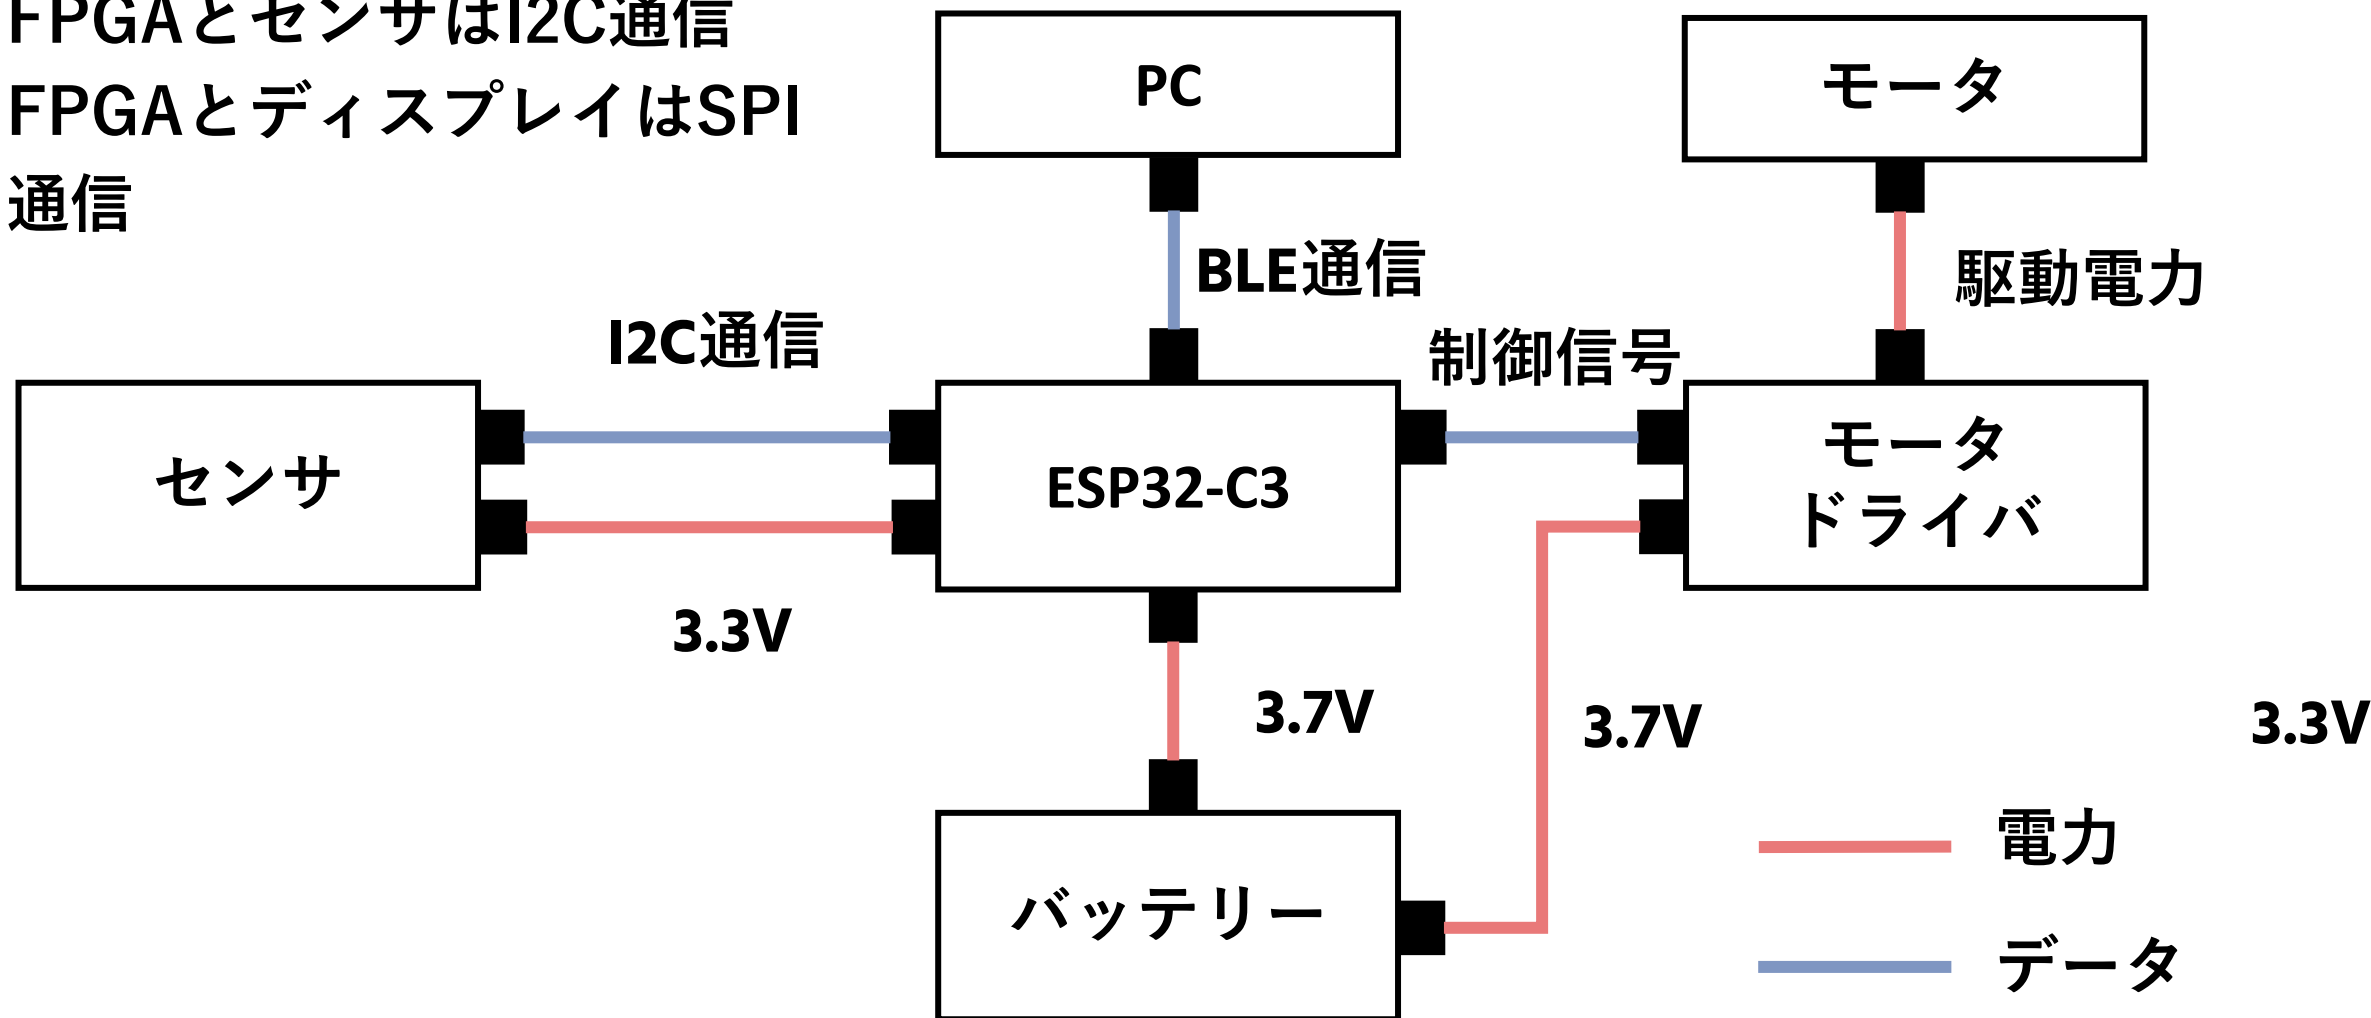 FPGAとセンサはI2C通信
FPGAとディスプレイはSPI
通信
PC
モータ
BLE通信
駆動電力
I2C通信
制御信号
センサ
ESP32-C3
モータ
ドライバ
3.3V
3.7V
3.7V
3.3V
バッテリー
電力
データ